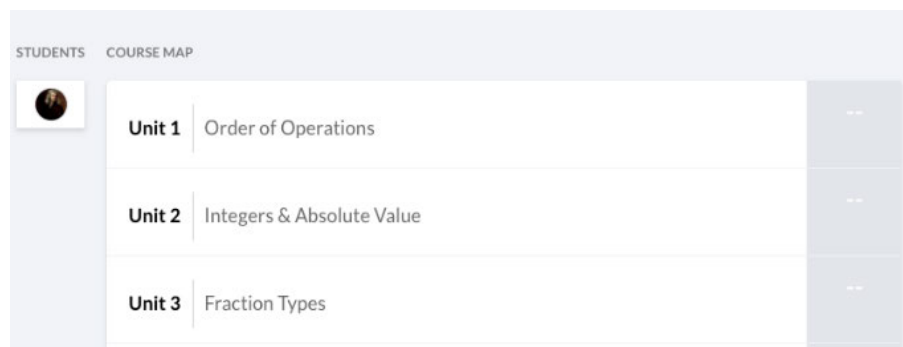 STUDENTS COURSE MAP
Unit 1 Order of Operations
--
Unit 2 Integers & Absolute Value
--
Unit 3 Fraction Types
--